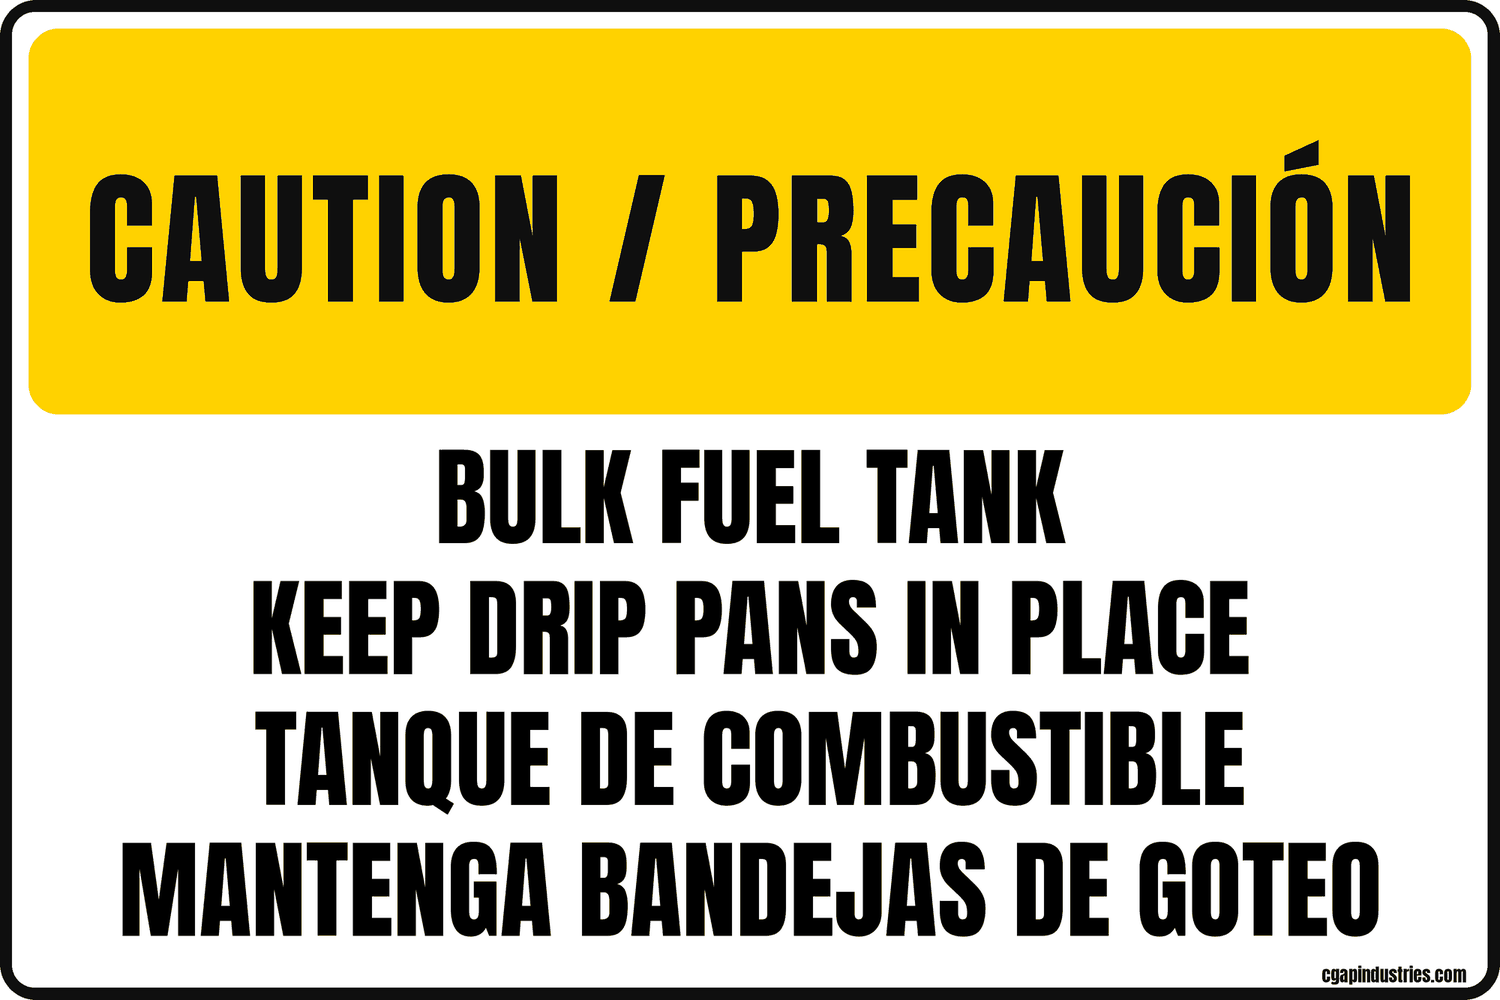 CAUTION / PRECAUCIÓN
BULK FUEL TANK
KEEP DRIP PANS IN PLACE
TANQUE DE COMBUSTIBLE
MANTENGA BANDEJAS DE GOTEO
cgapindustries.com